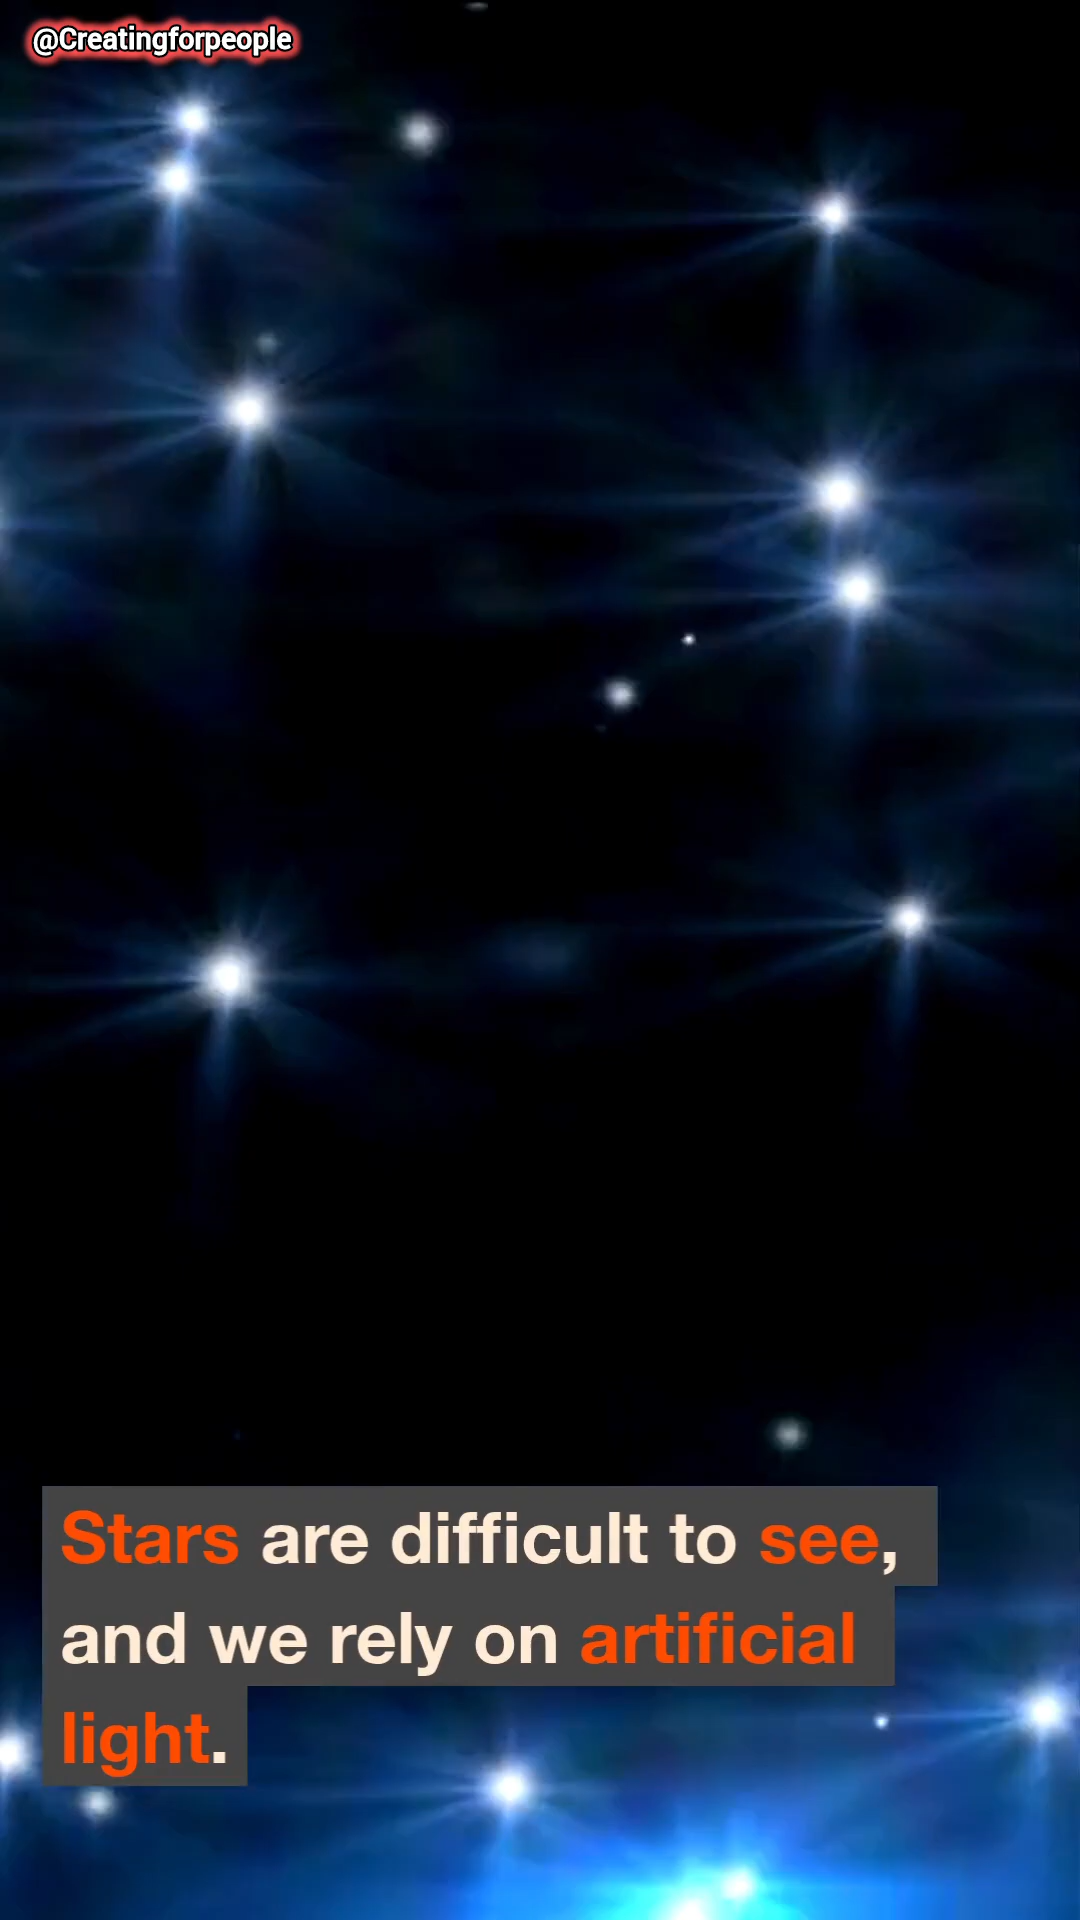 @Creatingforpeople
Stars are difficult to see,
and we rely on artificial
light.